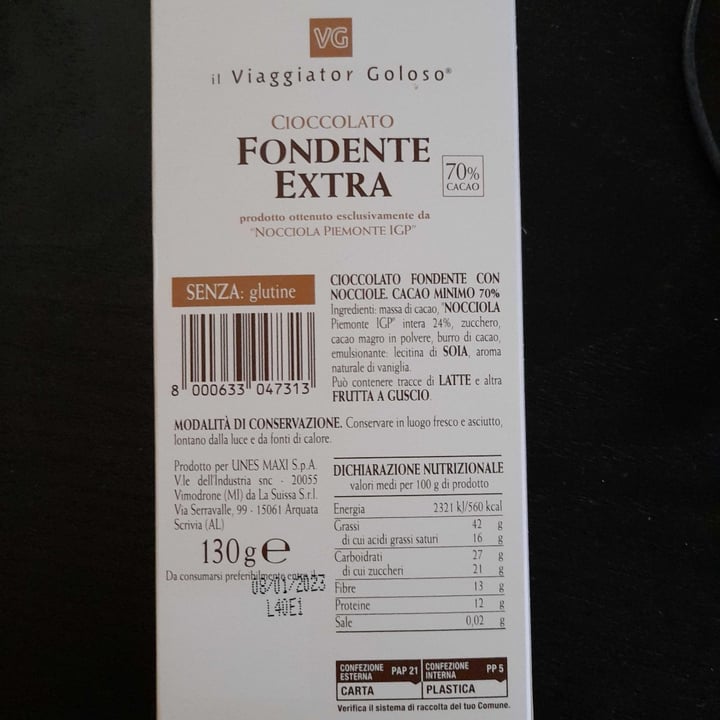 VG
il Viaggiator Goloso®
CIOCCOLATO
FONDENTE
EXTRA
70%
CACAO
prodotto ottenuto esclusivamente da
"NOCCIOLA PIEMONTE IGP"
SENZA: glutine
8 000633 047313
CIOCCOLATO FONDENTE CON
NOCCIOLE. CACAO MINIMO 70%
Ingredienti: massa di cacao, "NOCCIOLA
Piemonte IGP" intera 24%, zucchero,
cacao magro in polvere, burro di cacao,
emulsionante: lecitina di SOIA, aroma
naturale di vaniglia.
Può contenere tracce di LATTE e altra
FRUTTA A GUSCIO.
MODALITÀ DI CONSERVAZIONE. Conservare in luogo fresco e asciutto,
lontano dalla luce e da fonti di calore.
Prodotto per UNES MAXI S.p.A.
V.le dell'Industria snc - 20055
Vimodrone (MI) da La Suissa S.r.l.
Via Serravalle, 99 - 15061 Arquata
Scrivia (AL)
130 g e
Da consumarsi preferibilmente entro il
08/01/2023
L40E1
DICHIARAZIONE NUTRIZIONALE
valori medi per 100 g di prodotto
Energia 2321 kJ/560 kcal
Grassi 42 g
di cui acidi grassi saturi 16 g
Carboidrati 27 g
di cui zuccheri 21 g
Fibre 13 g
Proteine 12 g
Sale 0,02 g
CONFEZIONE ESTERNA PAP 21
CARTA
CONFEZIONE INTERNA PP 5
PLASTICA
Verifica il sistema di raccolta del tuo Comune.